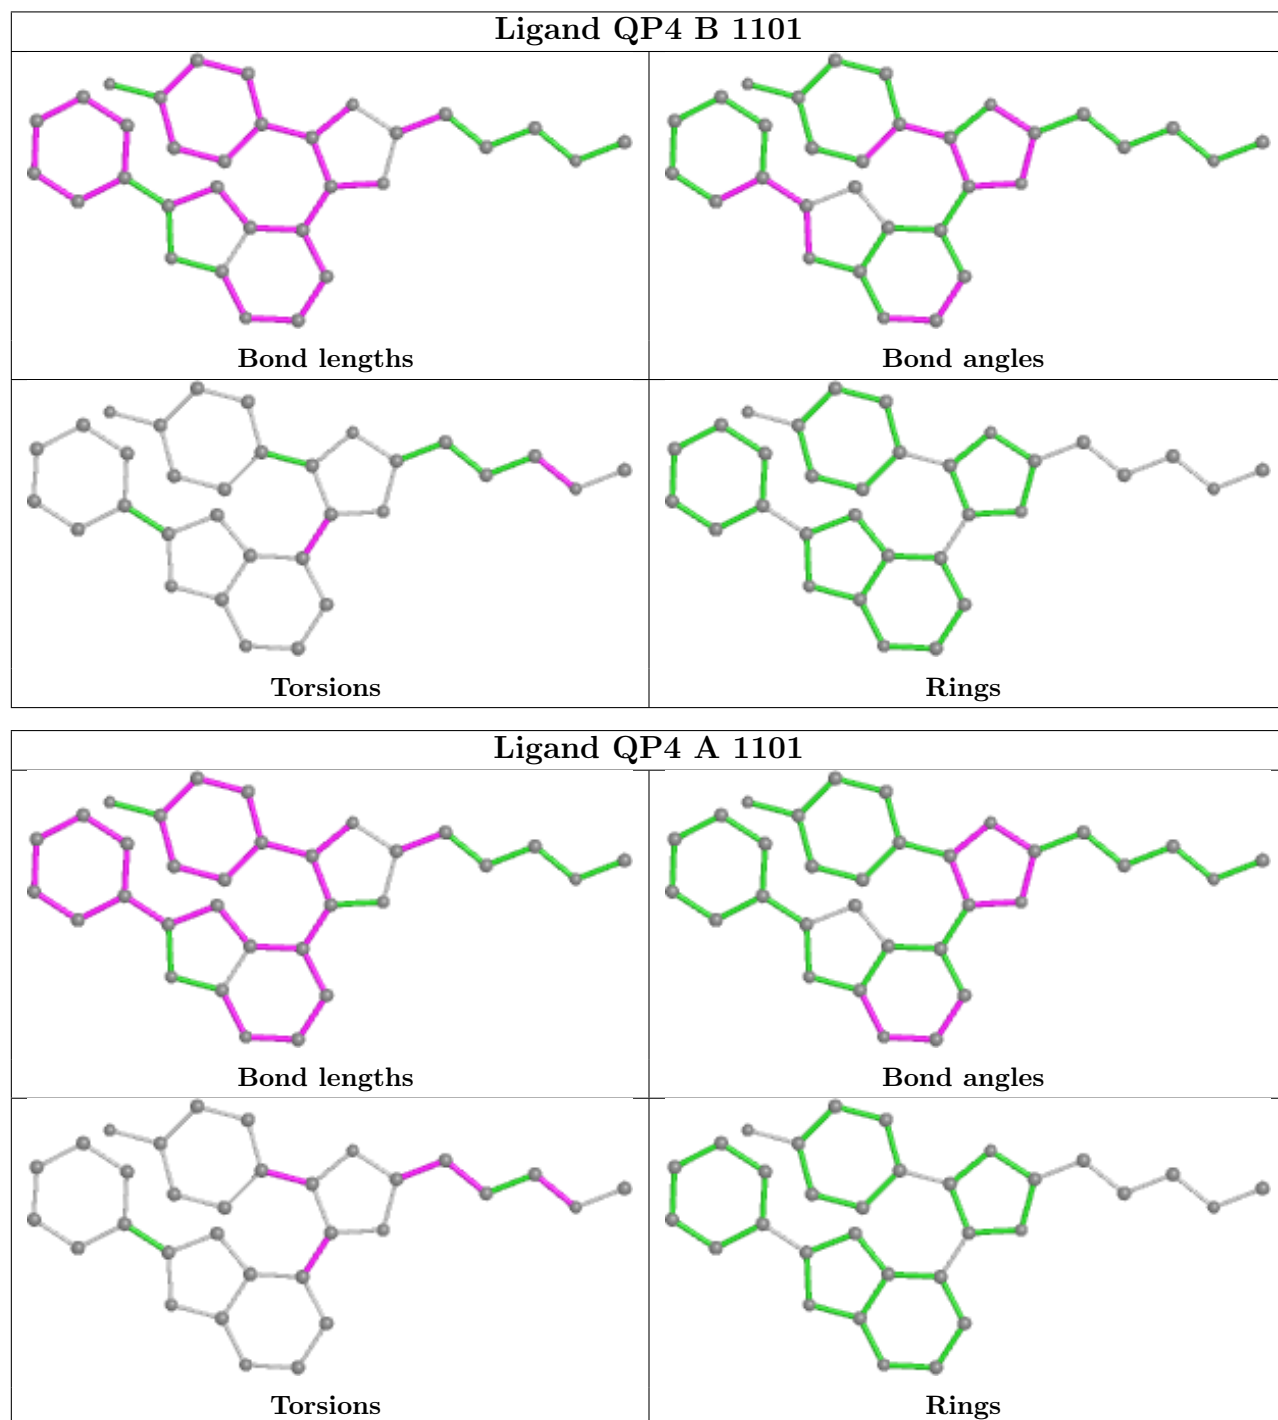 Ligand QP4 B 1101
Bond lengths
Bond angles
Torsions
Rings
Ligand QP4 A 1101
Bond lengths
Bond angles
Torsions
Rings